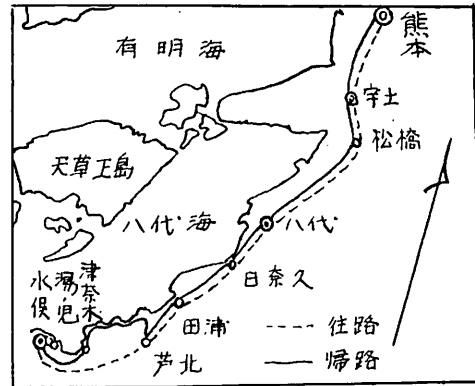 熊本
有明海
宇土
松橋
天草上島
八代海
八代
日奈久
津奈木
湯児
水俣
田浦
芦北
往路
帰路